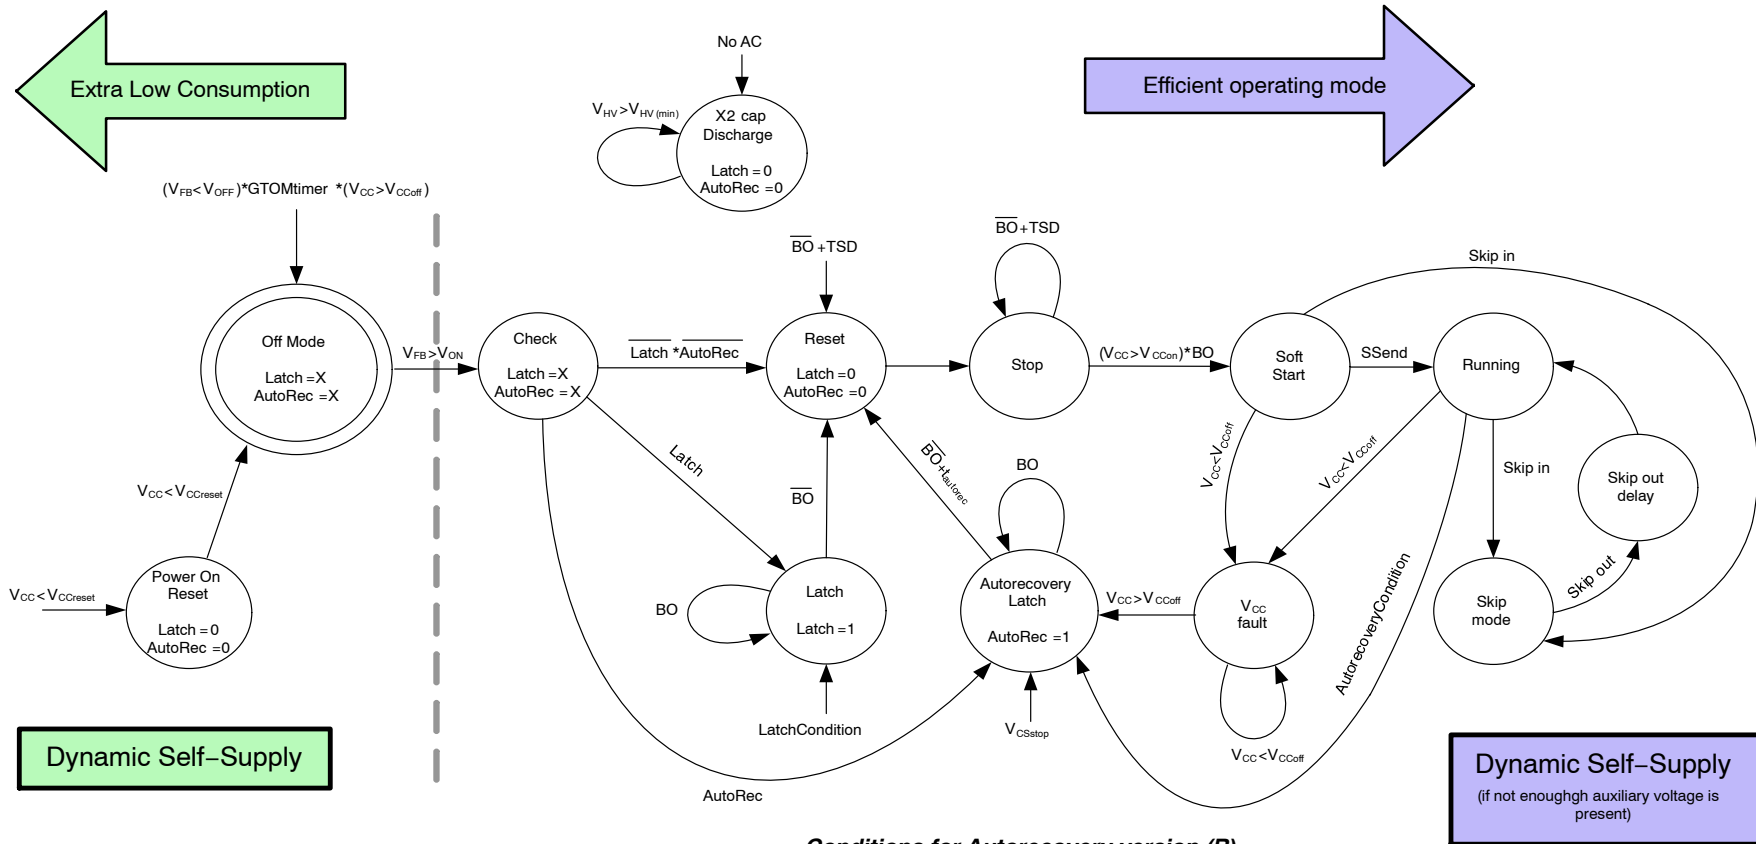 No AC
Extra Low Consumption
Efficient operating mode
VHV>VHV(min)
X2 cap
Discharge
Latch=0
AutoRec=0
(VFB<VOFF)*GTOMtimer *(VCC>VCCoff)
BO+TSD
BO+TSD
Skip in
Off Mode
Latch=X
AutoRec=X
VFB>VON
Check
Latch=X
AutoRec=X
Latch*AutoRec
Reset
Latch=0
AutoRec=0
Stop
(VCC>VCCon)*BO
Soft
Start
SSend
Running
VCC<VCCreset
Latch
BO
BO+tautorec
BO
VCC<VCCoff
VCC<VCCoff
Skip in
Skip out
delay
VCC<VCCreset
Power On
Reset
Latch=0
AutoRec=0
BO
Latch
Latch=1
Autorecovery
Latch
AutoRec=1
VCC>VCCoff
VCC
fault
AutorecoveryCondition
Skip
mode
Skip out
LatchCondition
VCSstop
VCC<VCCoff
AutoRec
Dynamic Self−Supply
Dynamic Self−Supply
(if not enoughgh auxiliary voltage is
present)
Conditions for Autorecovery version (B)